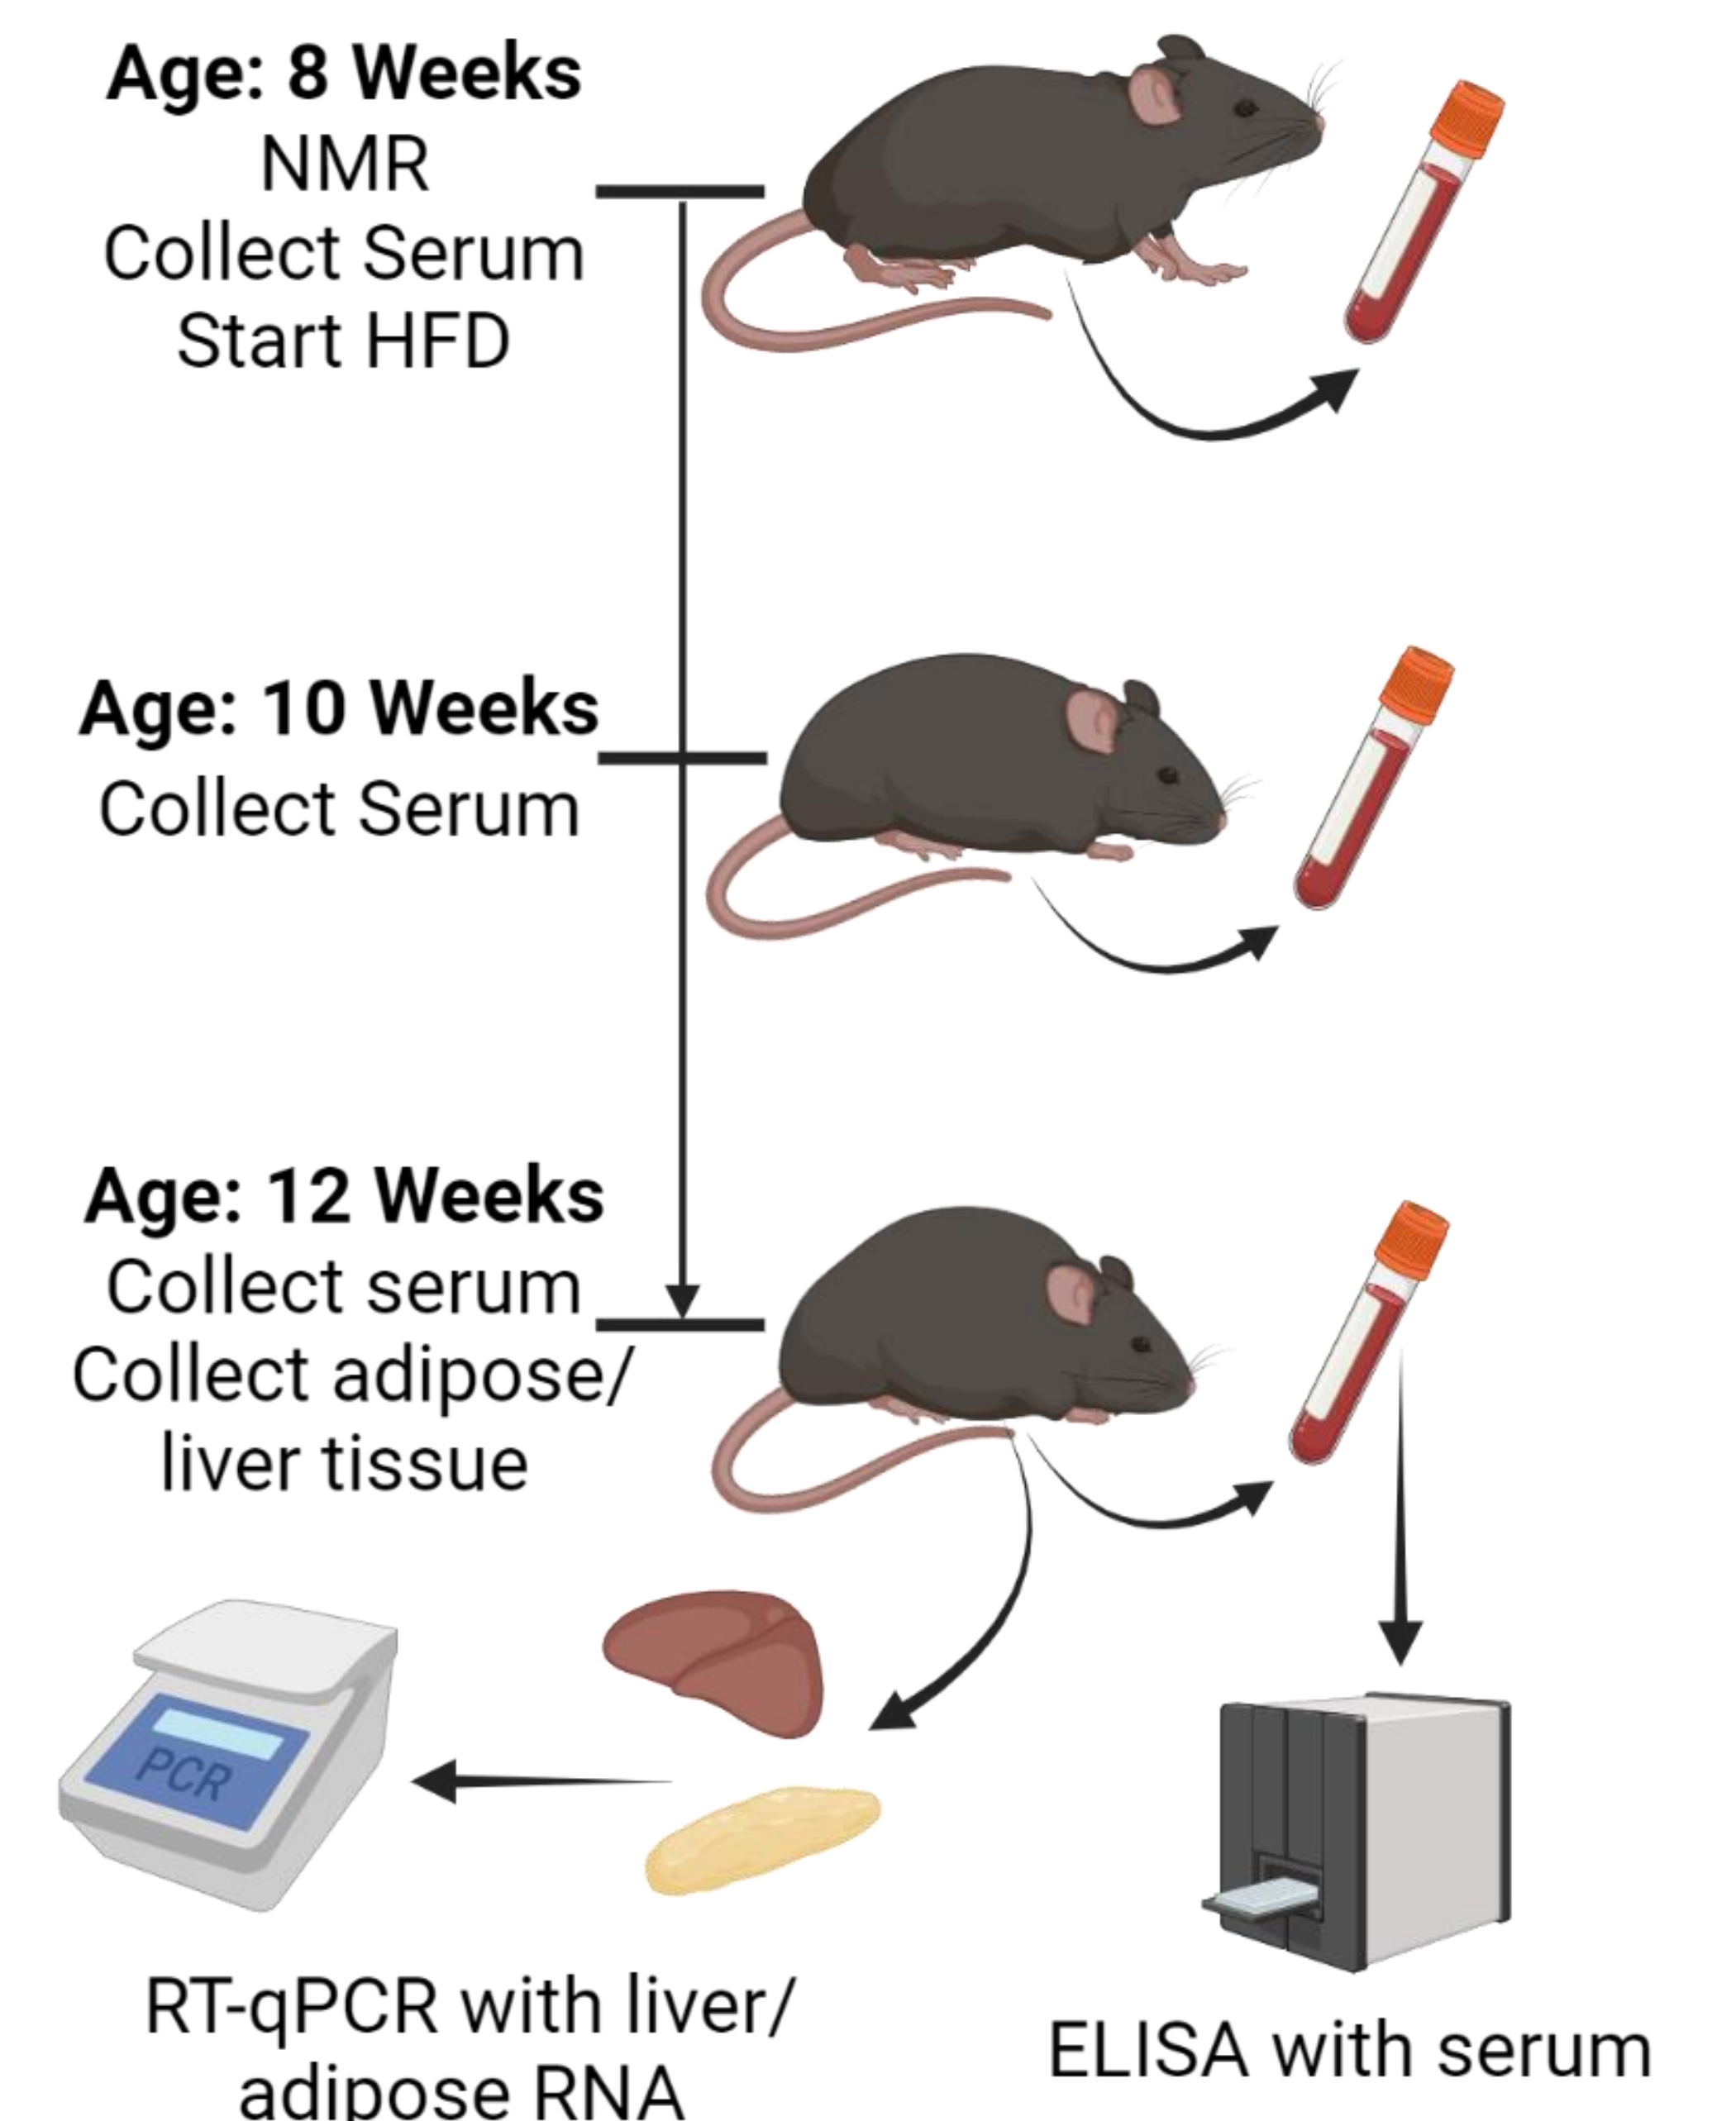 Age: 8 Weeks
NMR
Collect Serum
Start HFD
Age: 10 Weeks
Collect Serum
Age: 12 Weeks
Collect serum
Collect adipose/
liver tissue
PCR
RT-qPCR with liver/
adipose RNA
ELISA with serum